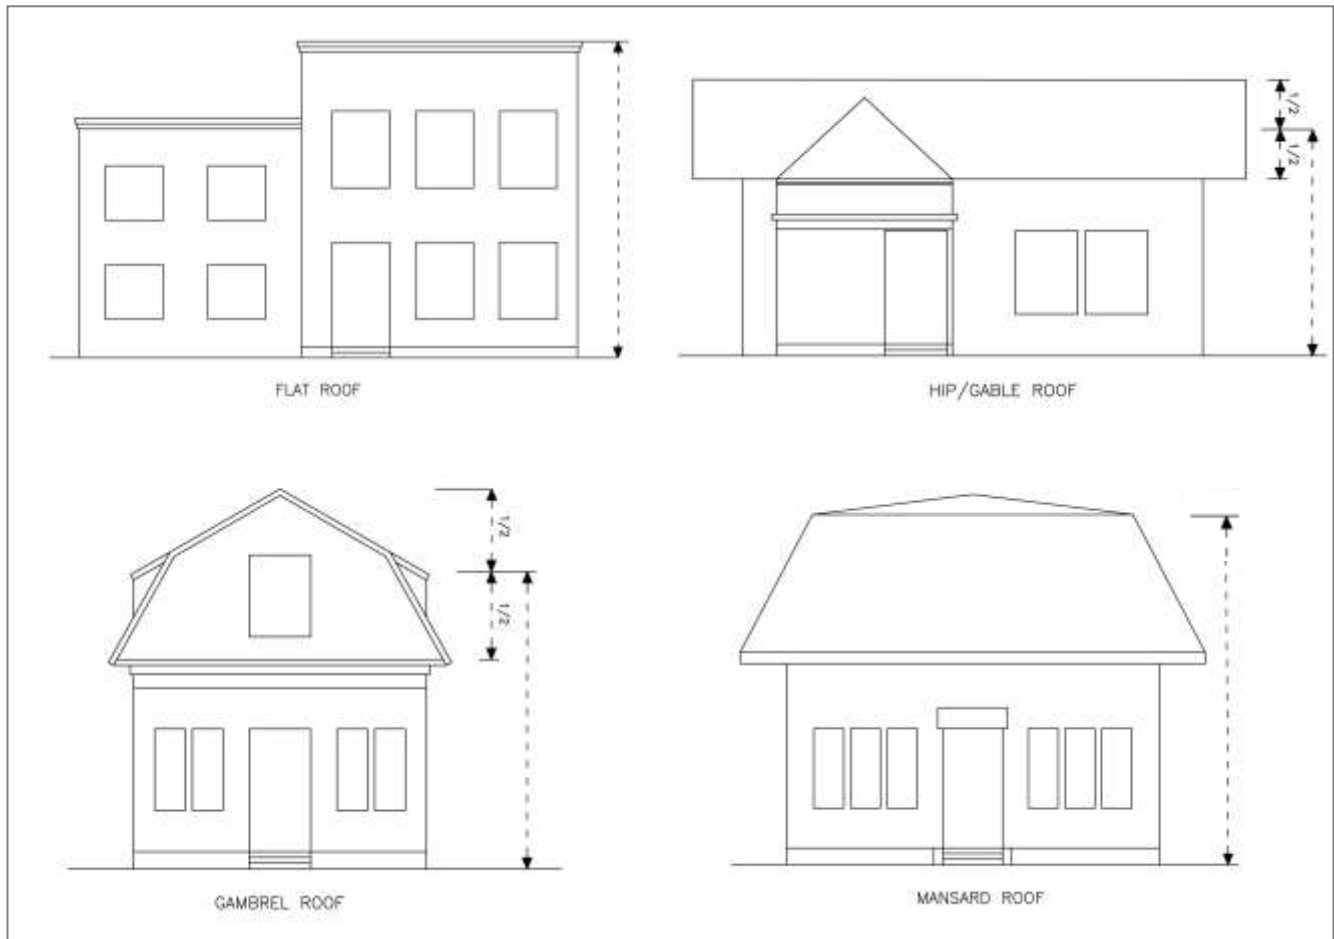 1/2
1/2
FLAT ROOF
HIP/GABLE ROOF
1/2
1/2
GAMBREL ROOF
MANSARD ROOF